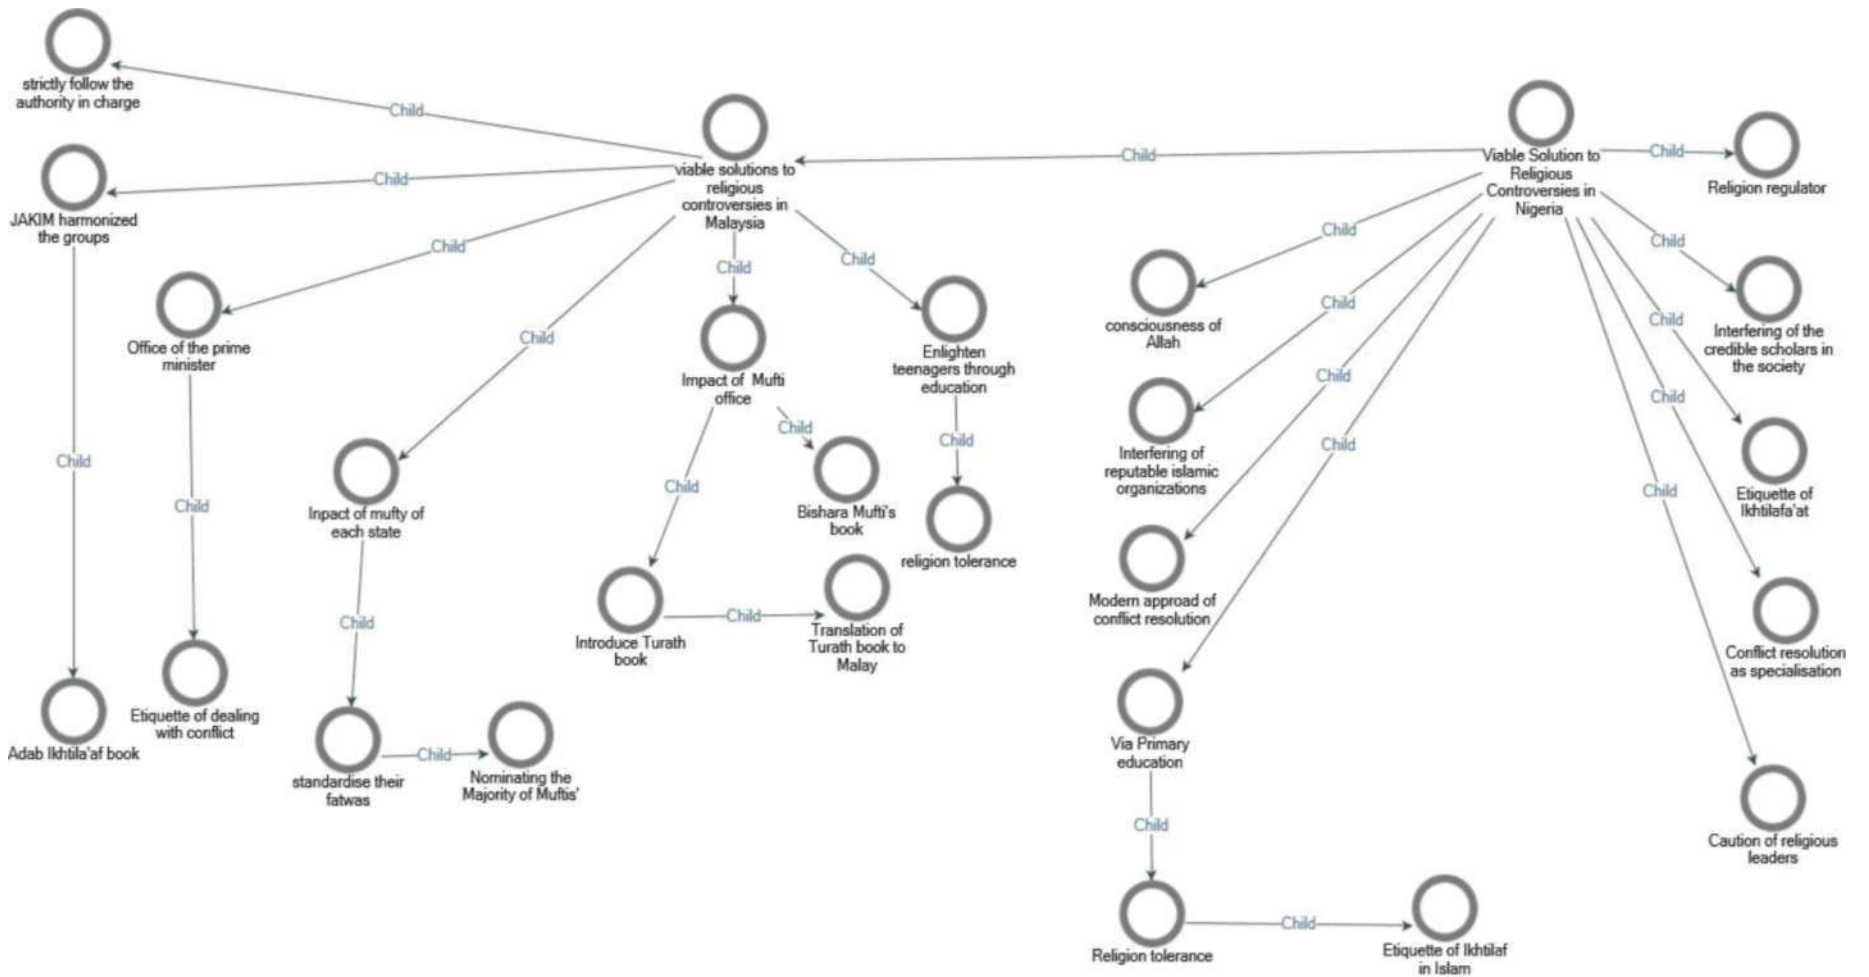 strictly follow the
authority in charge
Child
JAKIM harmonized
the groups
Child
Child
Office of the prime
minister
Child
Child
Adab Ikhtila'af book
Etiquette of dealing
with conflict
viable solutions to
religious
controversies in
Malaysia
Child
Child
Child
Inpact of mufty of
each state
Child
standardise their
fatwas
Child
Nominating the
Majority of Muftis'
Impact of Mufti
office
Child
Child
Bishara Mufti's
book
Introduce Turath
book
Child
Translation of
Turath book to
Malay
Enlighten
teenagers through
education
Child
religion tolerance
Child
Viable Solution to
Religious
Controversies in
Nigeria
Child
Religion regulator
Child
consciousness of
Allah
Child
Interfering of
reputable islamic
organizations
Child
Modern approad of
conflict resolution
Child
Via Primary
education
Child
Religion tolerance
Child
Etiquette of Ikhtilaf
in Islam
Child
Interfering of the
credible scholars in
the society
Child
Etiquette of
Ikhtilafa'at
Child
Conflict resolution
as specialisation
Child
Caution of religious
leaders